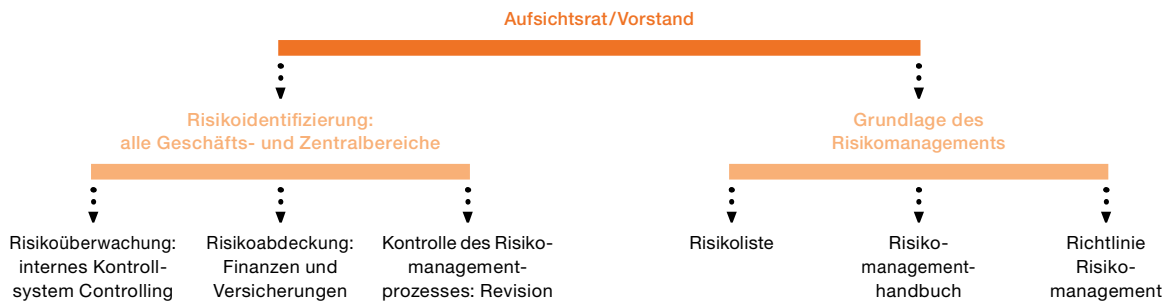 Aufsichtsrat/Vorstand
Risikoidentifizierung:
alle Geschäfts- und Zentralbereiche
Grundlage des
Risikomanagements
Risikoüberwachung:
internes Kontroll-
system Controlling
Risikoabdeckung:
Finanzen und
Versicherungen
Kontrolle des Risiko-
management-
prozesses: Revision
Risikoliste
Risiko-
management-
handbuch
Richtlinie
Risiko-
management